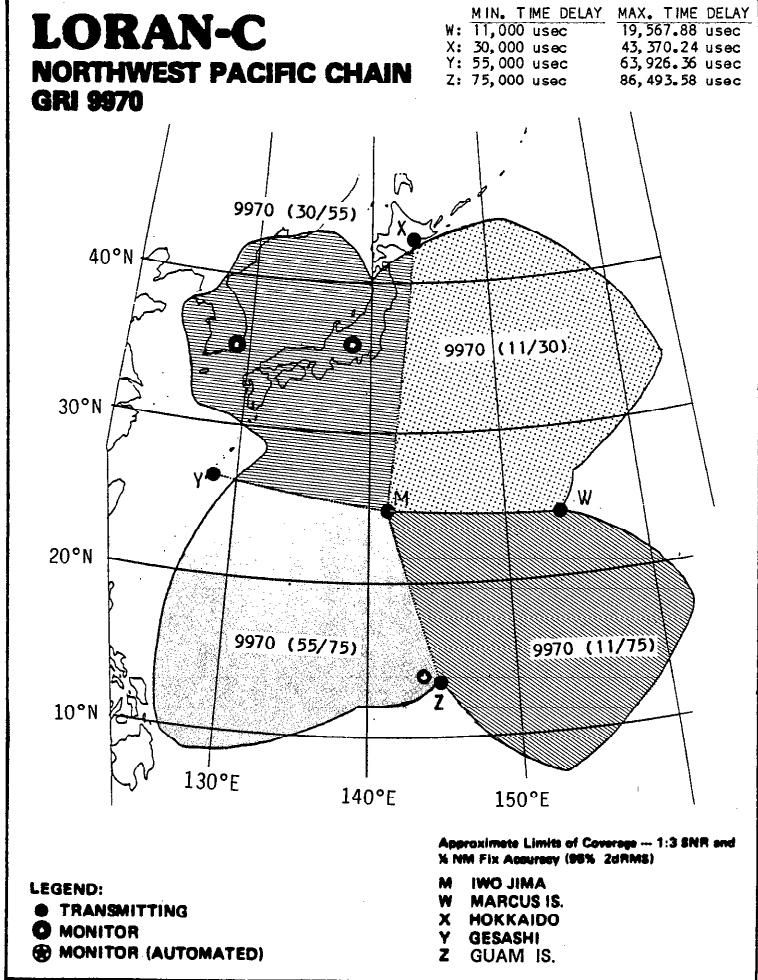 LORAN-C
NORTHWEST PACIFIC CHAIN
GRI 9970
MIN. TIME DELAY MAX. TIME DELAY
W: 11,000 usec 19,567.88 usec
X: 30,000 usec 43,370.24 usec
Y: 55,000 usec 63,926.36 usec
Z: 75,000 usec 86,493.58 usec
9970 (30/55)
X
40°N
9970 (11/30)
30°N
Y
M
W
20°N
9970 (55/75)
9970 (11/75)
Z
10°N
130°E
140°E
150°E
Approximate Limits of Coverage — 1:3 SNR and
¼ NM Fix Accuracy (95% 2dRMS)
M IWO JIMA
W MARCUS IS.
X HOKKAIDO
Y GESASHI
Z GUAM IS.
LEGEND:
TRANSMITTING
MONITOR
MONITOR (AUTOMATED)